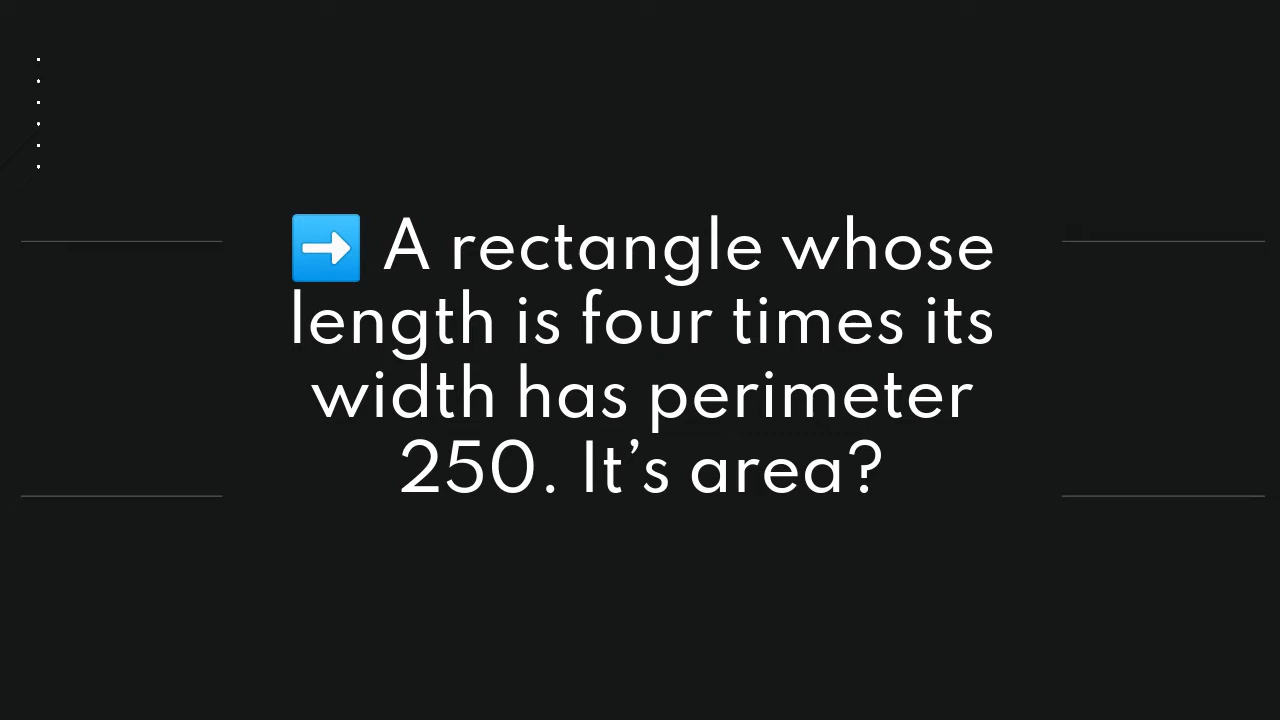 ➡️ A rectangle whose
length is four times its
width has perimeter
250. It’s area?